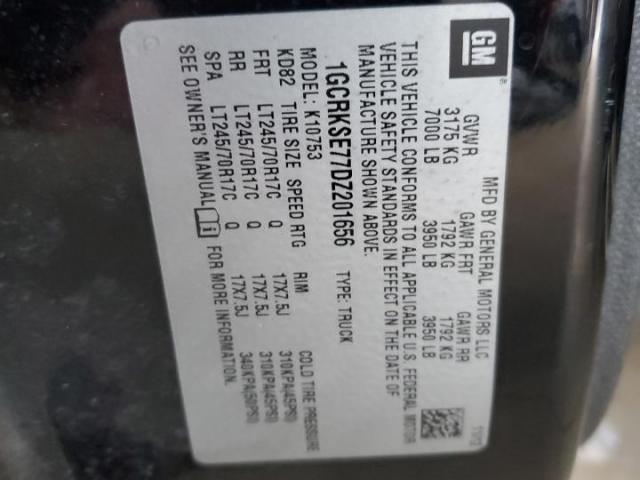 GM
MFD BY GENERAL MOTORS LLC 11/12
GVWR GAWR FRT GAWR RR
3175 KG 1792 KG 1792 KG
7000 LB 3950 LB 3950 LB
THIS VEHICLE CONFORMS TO ALL APPLICABLE U.S. FEDERAL MOTOR
VEHICLE SAFETY STANDARDS IN EFFECT ON THE DATE OF
MANUFACTURE SHOWN ABOVE.
1GCRKSE77DZ201656 TYPE: TRUCK
MODEL: K10753
KD82 TIRE SIZE SPEED RTG RIM COLD TIRE PRESSURE
FRT LT245/70R17C Q 17X7.5J 310KPA(45PSI)
RR LT245/70R17C Q 17X7.5J 310KPA(45PSI)
SPA LT245/70R17C Q 17X7.5J 340KPA(50PSI)
SEE OWNER'S MANUAL i FOR MORE INFORMATION.